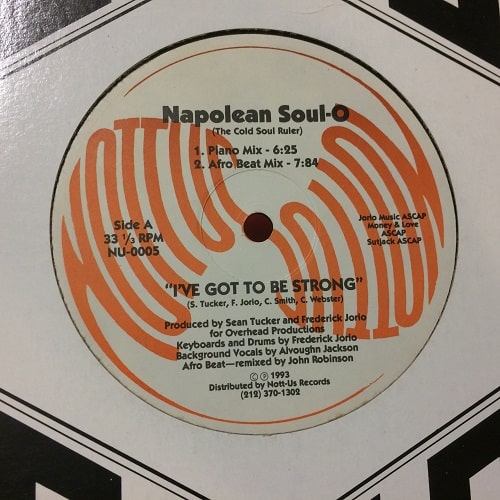 Napolean Soul-O
(The Cold Soul Ruler)
1. Piano Mix - 6:25
2. Afro Beat Mix - 7:84
Side A
33 ⅓ RPM
NU-0005
Jorio Music ASCAP
Money & Love
ASCAP
Sutjack ASCAP
"I'VE GOT TO BE STRONG"
(S. Tucker, F. Jorio, C. Smith, C. Webster)
Produced by Sean Tucker and Frederick Jorio
for Overhead Productions
Keyboards and Drums by Frederick Jorio
Background Vocals by Alvoughn Jackson
Afro Beat—remixed by John Robinson
© ℗ 1993
Distributed by Nott-Us Records
(212) 370-1302